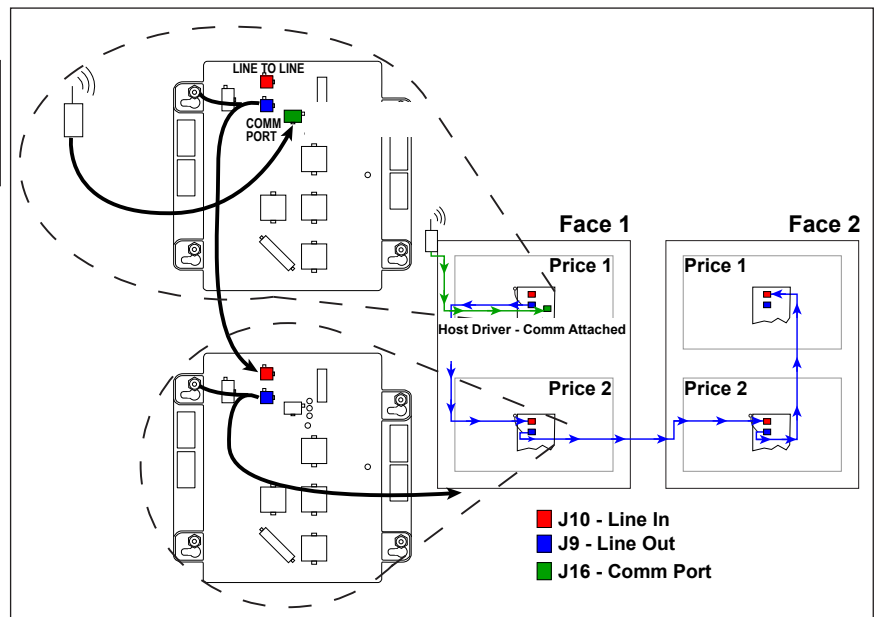 LINE TO LINE
COMM
PORT
Face 1
Face 2
Price 1
Price 1
Host Driver - Comm Attached
Price 2
Price 2
J10 - Line In
J9 - Line Out
J16 - Comm Port